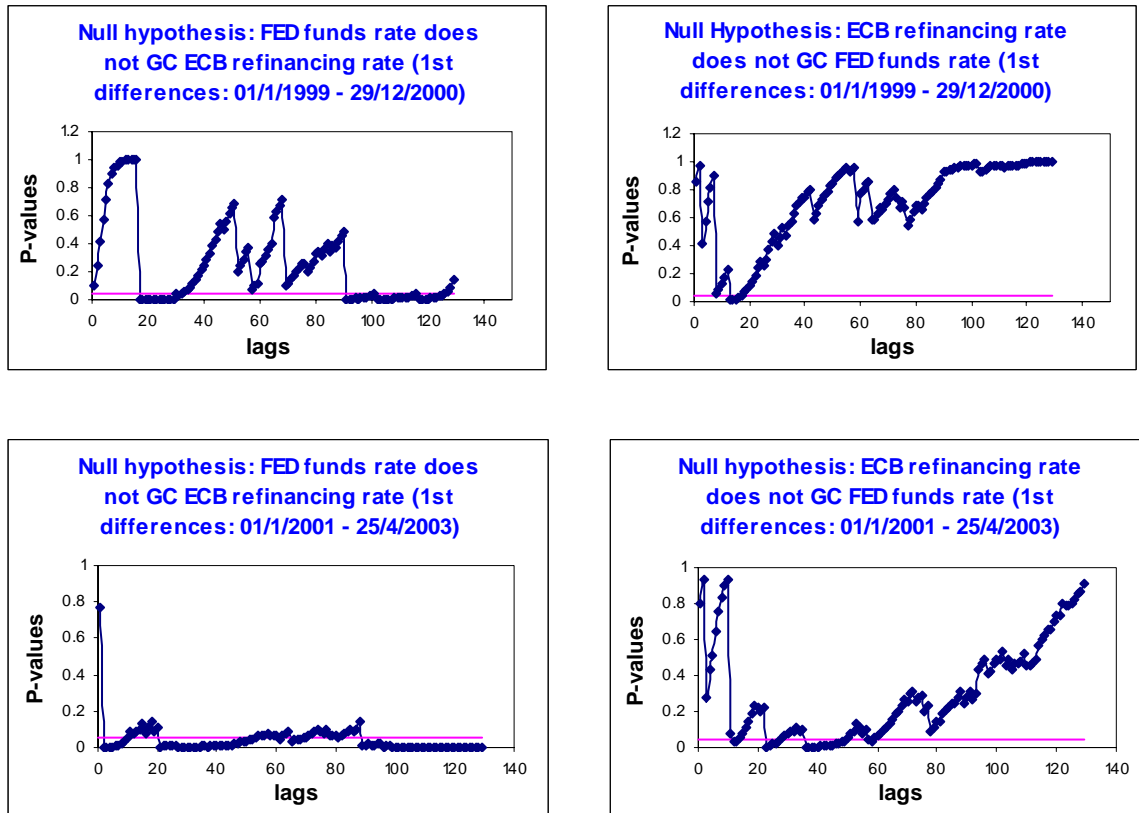 Null hypothesis: FED funds rate does
not GC ECB refinancing rate (1st
differences: 01/1/1999 - 29/12/2000)
1.2
1
0.8
0.6
0.4
0.2
0
P-values
0 20 40 60 80 100 120 140
lags
Null Hypothesis: ECB refinancing rate
does not GC FED funds rate (1st
differences: 01/1/1999 - 29/12/2000)
1.2
1
0.8
0.6
0.4
0.2
0
P-values
0 20 40 60 80 100 120 140
lags
Null hypothesis: FED funds rate does
not GC ECB refinancing rate (1st
differences: 01/1/2001 - 25/4/2003)
1
0.8
0.6
0.4
0.2
0
P-values
0 20 40 60 80 100 120 140
lags
Null hypothesis: ECB refinancing rate
does not GC FED funds rate (1st
differences: 01/1/2001 - 25/4/2003)
1
0.8
0.6
0.4
0.2
0
P-values
0 20 40 60 80 100 120 140
lags